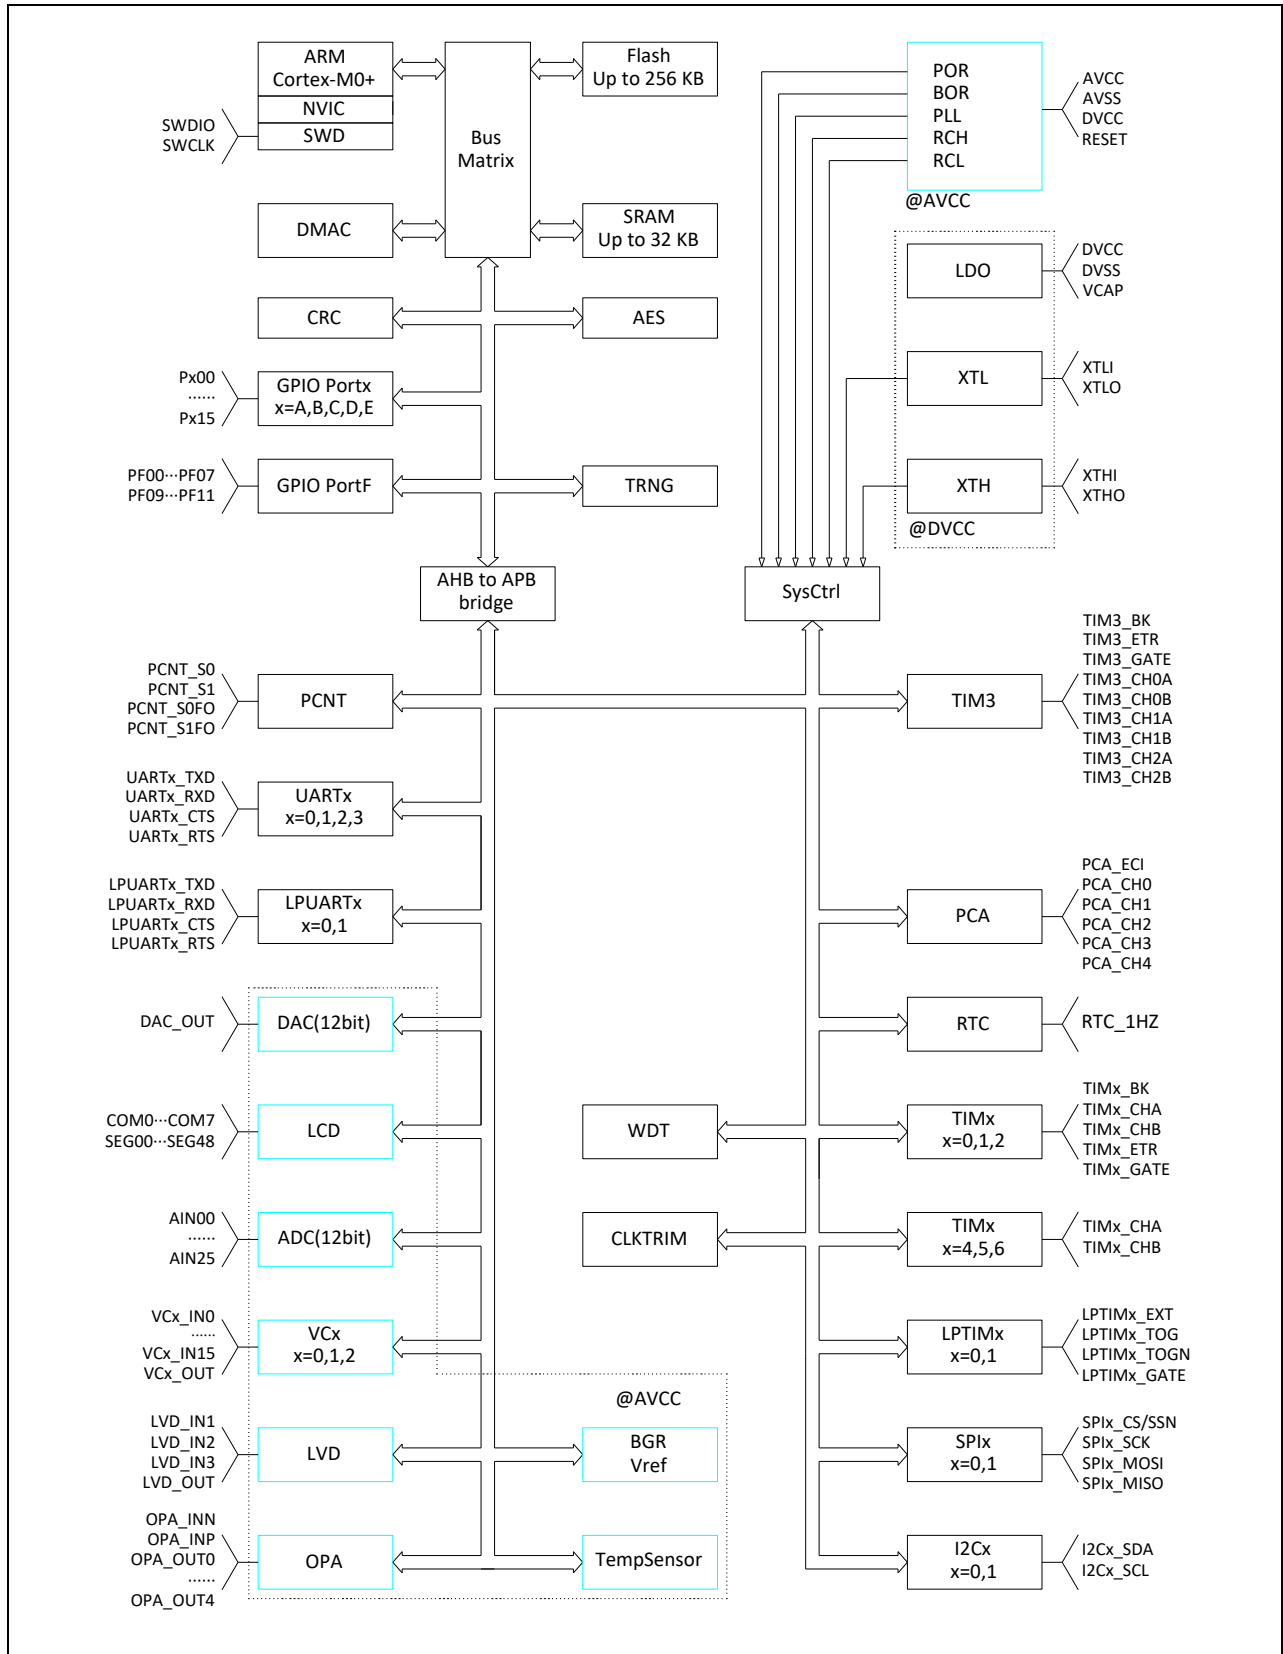 ARM
Cortex-M0+
NVIC
SWD
SWDIO
SWCLK
Bus
Matrix
Flash
Up to 256 KB
POR
BOR
PLL
RCH
RCL
@AVCC
AVCC
AVSS
DVCC
RESET
DMAC
SRAM
Up to 32 KB
LDO
DVCC
DVSS
VCAP
CRC
AES
Px00
......
Px15
GPIO Portx
x=A,B,C,D,E
XTL
XTLI
XTLO
PF00···PF07
PF09···PF11
GPIO PortF
TRNG
XTH
@DVCC
XTHI
XTHO
AHB to APB
bridge
SysCtrl
PCNT_S0
PCNT_S1
PCNT_S0FO
PCNT_S1FO
PCNT
TIM3
TIM3_BK
TIM3_ETR
TIM3_GATE
TIM3_CH0A
TIM3_CH0B
TIM3_CH1A
TIM3_CH1B
TIM3_CH2A
TIM3_CH2B
UARTx_TXD
UARTx_RXD
UARTx_CTS
UARTx_RTS
UARTx
x=0,1,2,3
LPUARTx_TXD
LPUARTx_RXD
LPUARTx_CTS
LPUARTx_RTS
LPUARTx
x=0,1
PCA
PCA_ECI
PCA_CH0
PCA_CH1
PCA_CH2
PCA_CH3
PCA_CH4
DAC_OUT
DAC(12bit)
RTC
RTC_1HZ
COM0···COM7
SEG00···SEG48
LCD
WDT
TIMx
x=0,1,2
TIMx_BK
TIMx_CHA
TIMx_CHB
TIMx_ETR
TIMx_GATE
AIN00
......
AIN25
ADC(12bit)
CLKTRIM
TIMx
x=4,5,6
TIMx_CHA
TIMx_CHB
VCx_IN0
......
VCx_IN15
VCx_OUT
VCx
x=0,1,2
LPTIMx
x=0,1
LPTIMx_EXT
LPTIMx_TOG
LPTIMx_TOGN
LPTIMx_GATE
@AVCC
LVD_IN1
LVD_IN2
LVD_IN3
LVD_OUT
LVD
BGR
Vref
SPIx
x=0,1
SPIx_CS/SSN
SPIx_SCK
SPIx_MOSI
SPIx_MISO
OPA_INN
OPA_INP
OPA_OUT0
......
OPA_OUT4
OPA
TempSensor
I2Cx
x=0,1
I2Cx_SDA
I2Cx_SCL